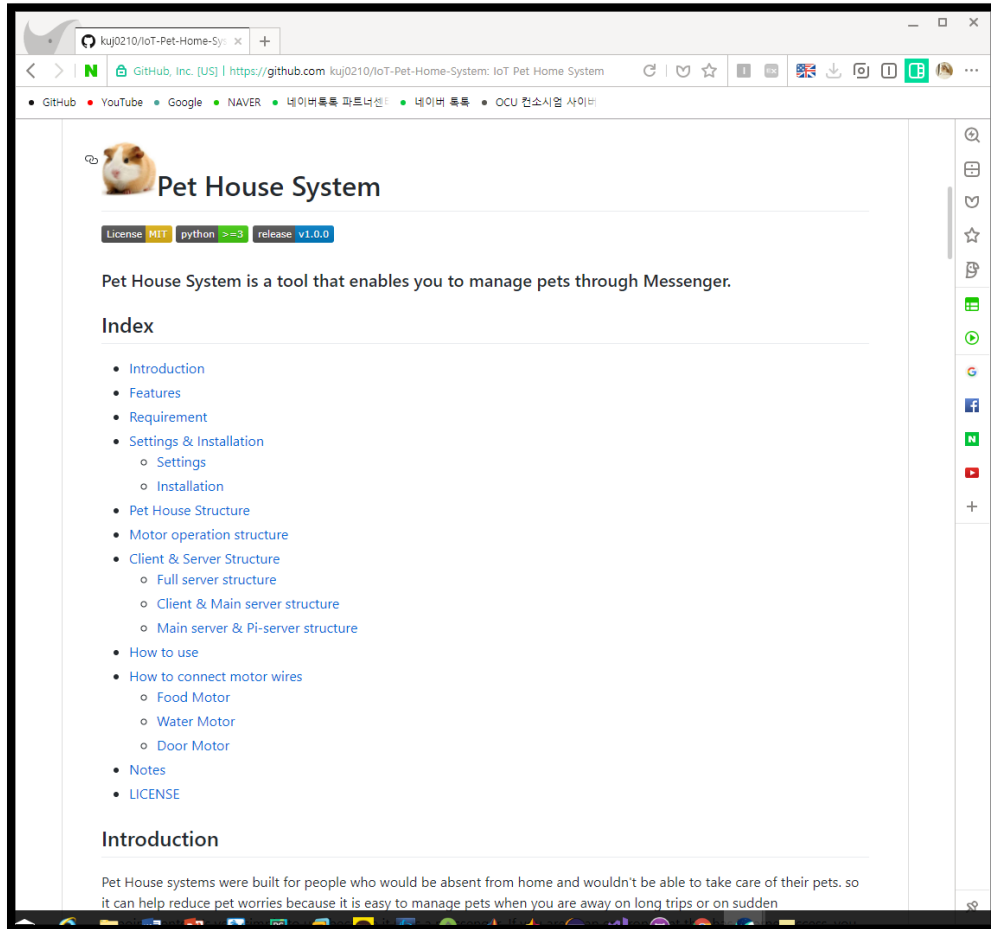 kuj0210/IoT-Pet-Home-Sys
GitHub, Inc. [US] | https://github.com kuj0210/IoT-Pet-Home-System: IoT Pet Home System
GitHub YouTube Google NAVER 네이버톡톡 파트너센터 네이버 톡톡 OCU 컨소시엄 사이버
Pet House System
License MIT python >=3 release v1.0.0
Pet House System is a tool that enables you to manage pets through Messenger.
Index
Introduction
Features
Requirement
Settings & Installation
Settings
Installation
Pet House Structure
Motor operation structure
Client & Server Structure
Full server structure
Client & Main server structure
Main server & Pi-server structure
How to use
How to connect motor wires
Food Motor
Water Motor
Door Motor
Notes
LICENSE
Introduction
Pet House systems were built for people who would be absent from home and wouldn't be able to take care of their pets. so
it can help reduce pet worries because it is easy to manage pets when you are away on long trips or on sudden